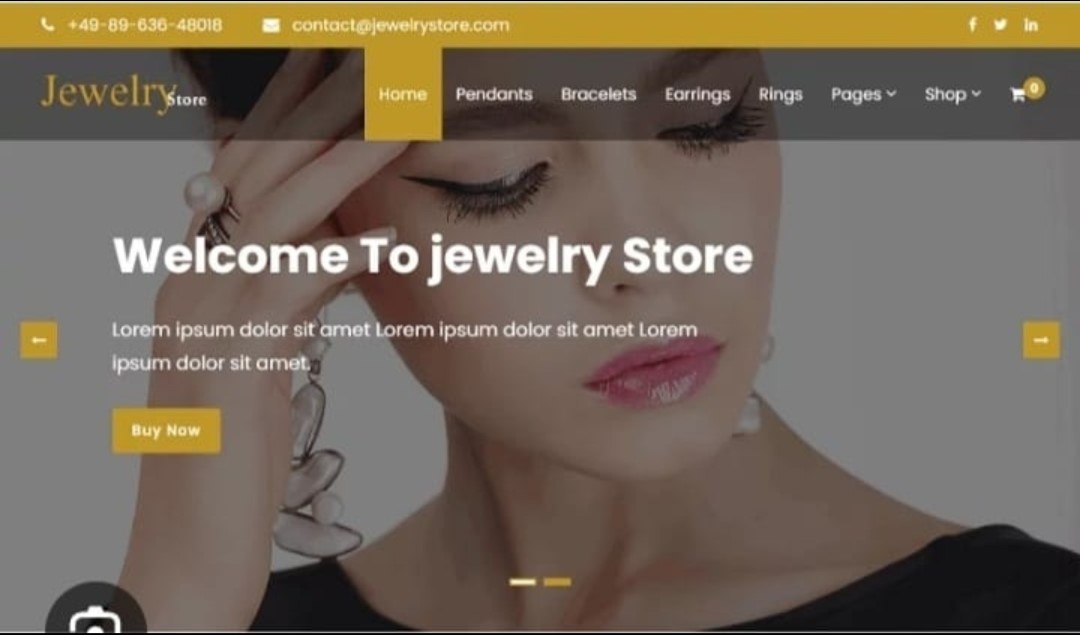 +49-89-636-48018 contact@jewelrystore.com
Jewelry Store Home Pendants Bracelets Earrings Rings Pages Shop 0
Welcome To jewelry Store
Lorem ipsum dolor sit amet Lorem ipsum dolor sit amet Lorem
ipsum dolor sit amet.
Buy Now